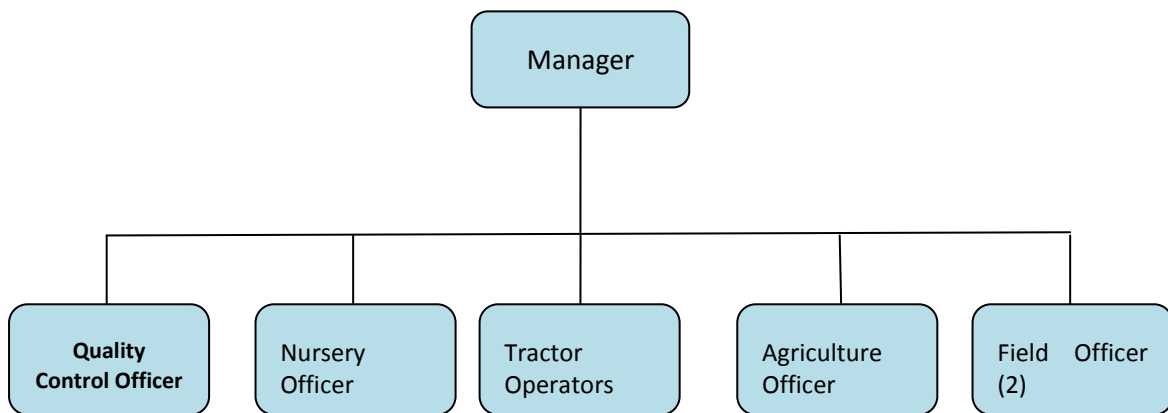 Manager
Quality
Control Officer
Nursery
Officer
Tractor
Operators
Agriculture
Officer
Field Officer
(2)